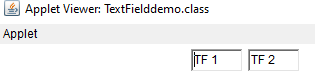 Applet Viewer: TextFielddemo.class
Applet
TF 1 TF 2